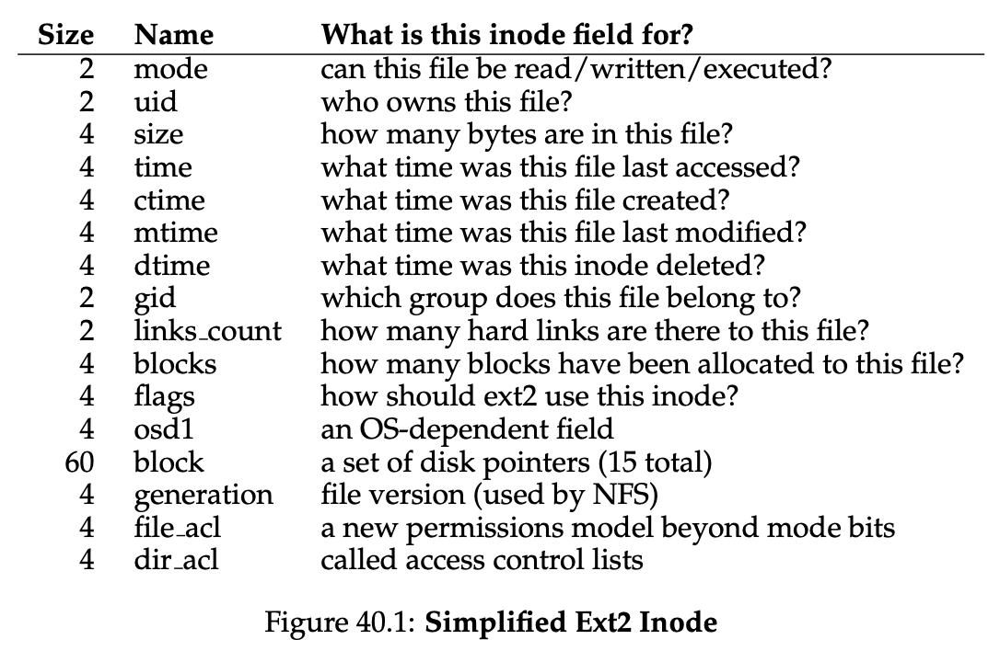 Size Name What is this inode field for?
2 mode can this file be read/written/executed?
2 uid who owns this file?
4 size how many bytes are in this file?
4 time what time was this file last accessed?
4 ctime what time was this file created?
4 mtime what time was this file last modified?
4 dtime what time was this inode deleted?
2 gid which group does this file belong to?
2 links_count how many hard links are there to this file?
4 blocks how many blocks have been allocated to this file?
4 flags how should ext2 use this inode?
4 osd1 an OS-dependent field
60 block a set of disk pointers (15 total)
4 generation file version (used by NFS)
4 file_acl a new permissions model beyond mode bits
4 dir_acl called access control lists
Figure 40.1: Simplified Ext2 Inode